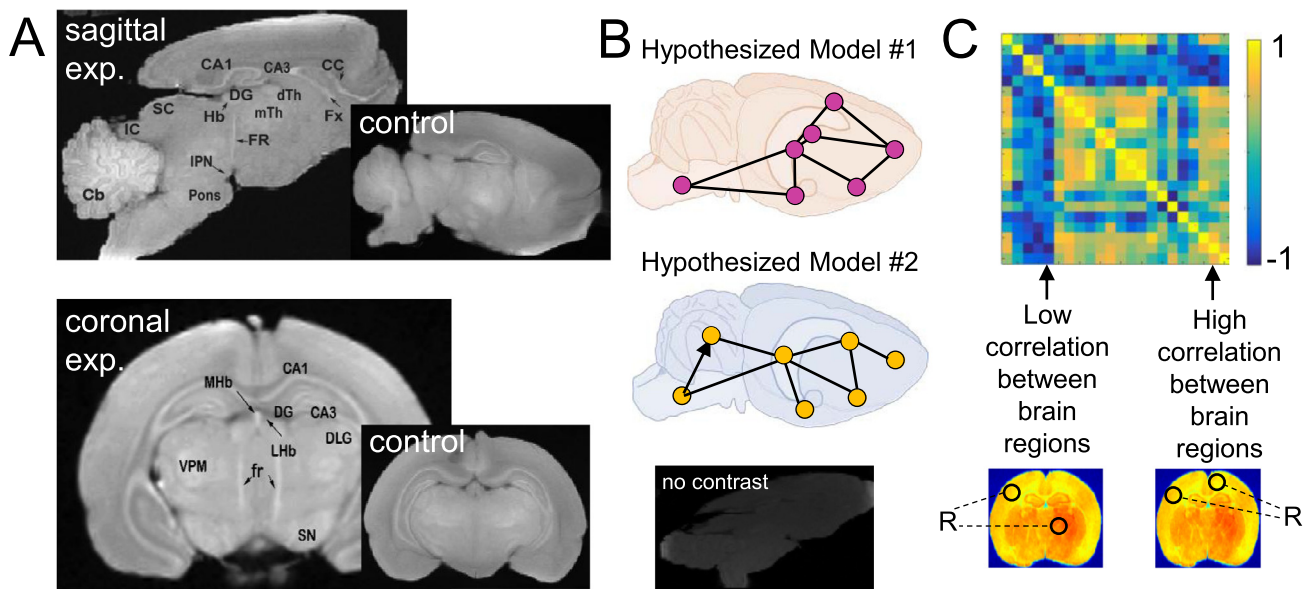 A
sagittal
exp.
CA1
CA3
CC
DG
dTh
SC
Hb
mTh
Fx
IC
FR
IPN
Cb
Pons
control
coronal
exp.
CA1
MHb
DG
CA3
DLG
LHb
VPM
fr
SN
control
B
Hypothesized Model #1
Hypothesized Model #2
no contrast
C
1
-1
Low
correlation
between
brain
regions
High
correlation
between
brain
regions
R
R